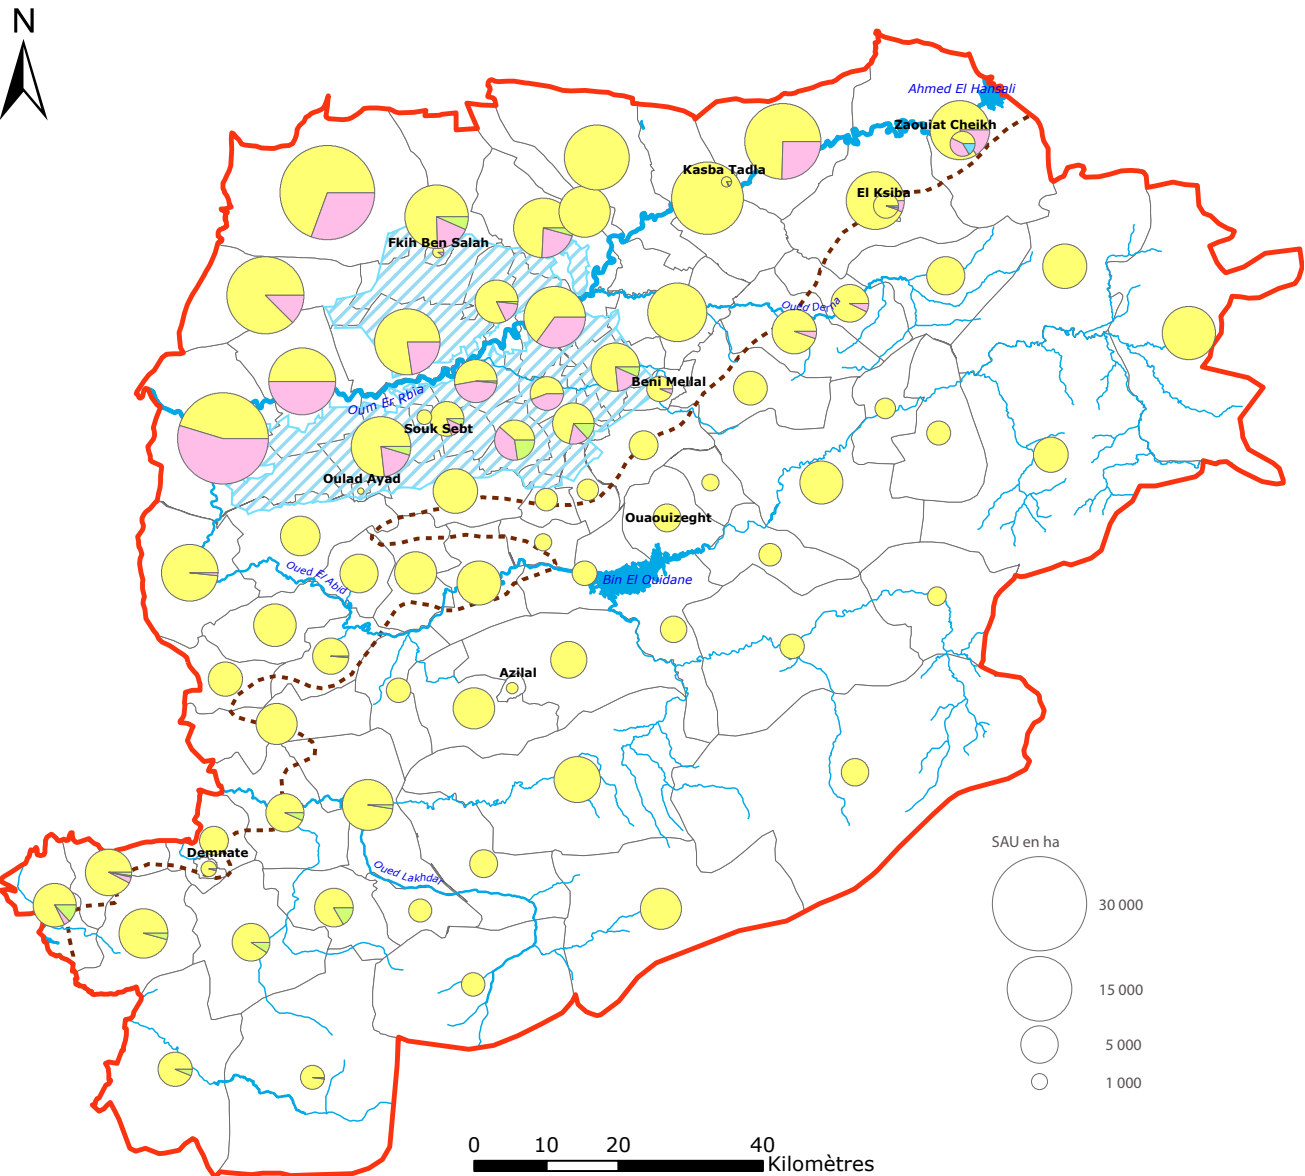 N
Ahmed El Hansali
Zaouiat Cheikh
Kasba Tadla
El Ksiba
Fkih Ben Salah
Oued Derna
Beni Mellal
Oum Er Rbia
Souk Sebt
Oulad Ayad
Ouaouizeght
Oued El Abid
Bin El Ouidane
Azilal
Demnate
Oued Lakhdar
SAU en ha
30 000
15 000
5 000
1 000
0 10 20 40
Kilomètres